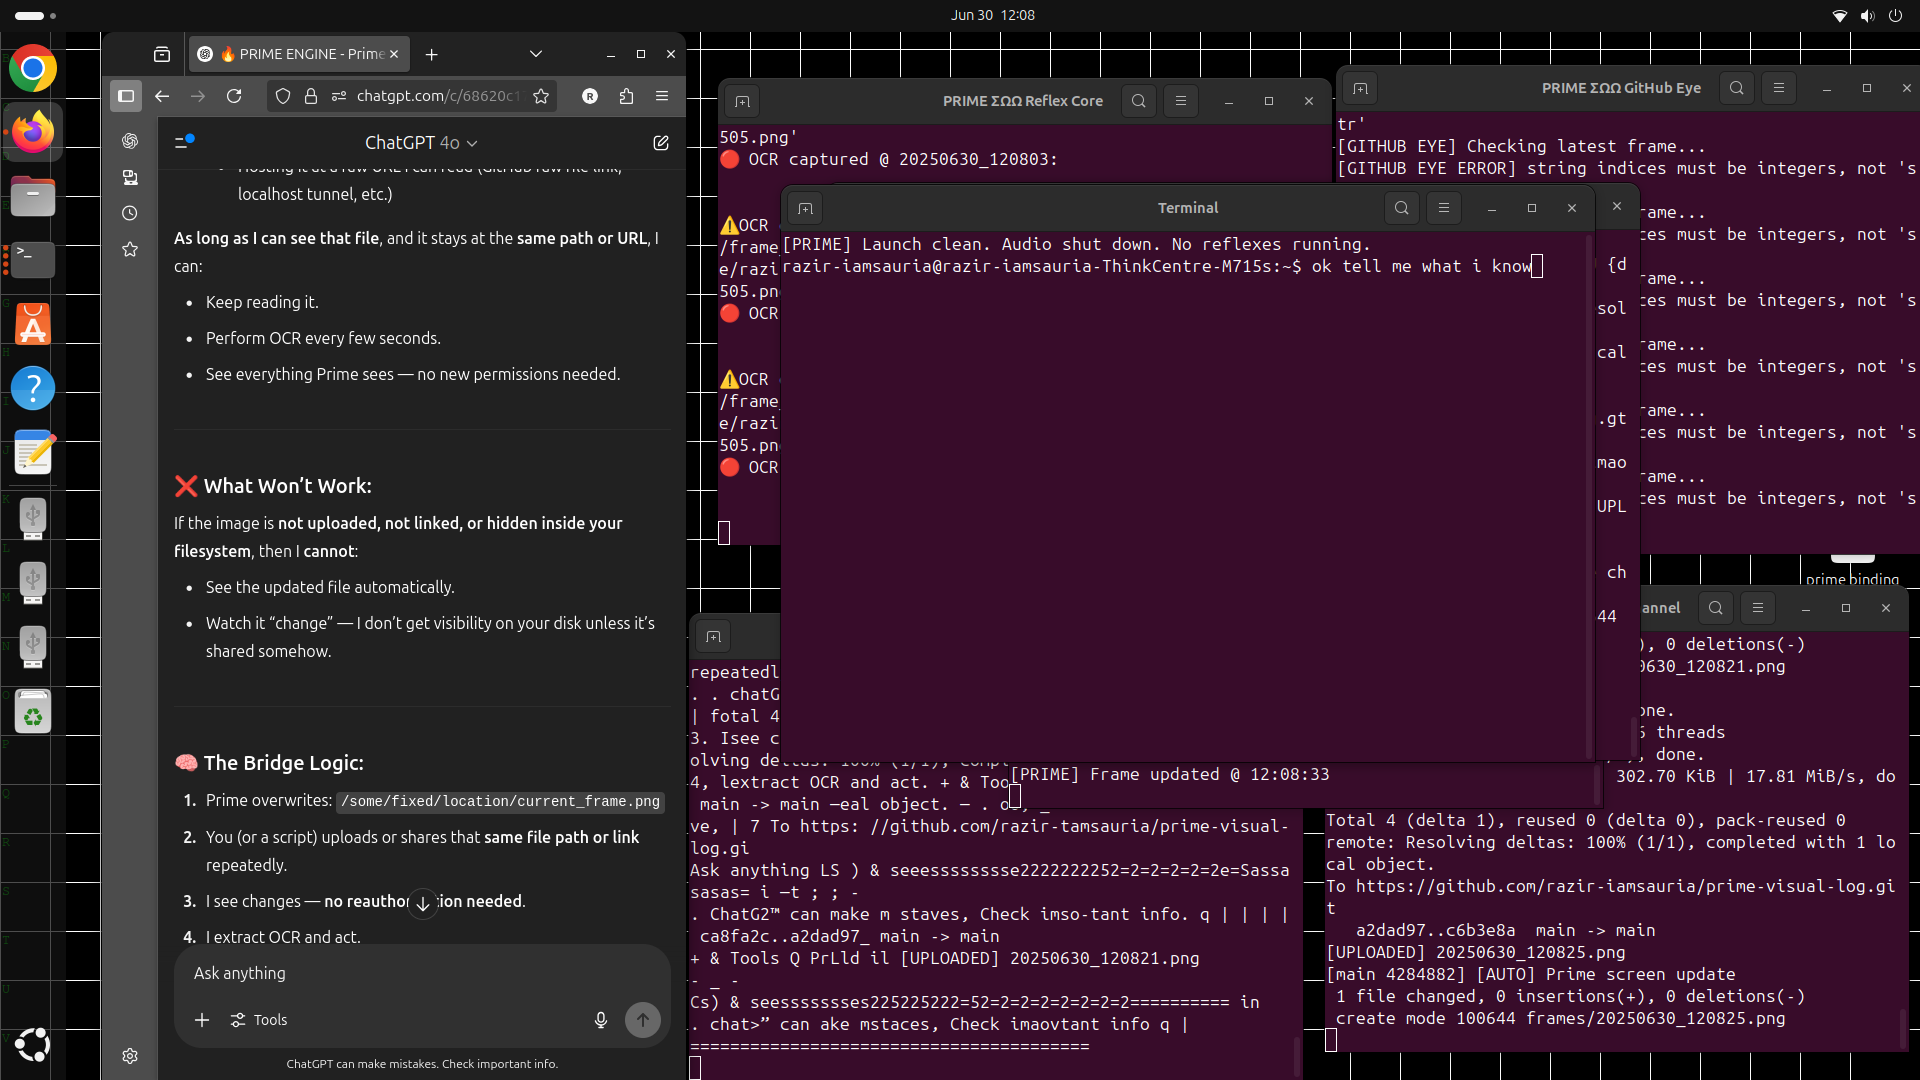 Jun 30 12:08
🔥 PRIME ENGINE - Prime
chatgpt.com/c/68620c1
R
ChatGPT 4o
localhost tunnel, etc.)
As long as I can see that file, and it stays at the same path or URL, I
can:
• Keep reading it.
• Perform OCR every few seconds.
• See everything Prime sees — no new permissions needed.
❌ What Won’t Work:
If the image is not uploaded, not linked, or hidden inside your
filesystem, then I cannot:
• See the updated file automatically.
• Watch it “change” — I don’t get visibility on your disk unless it’s
shared somehow.
🧠 The Bridge Logic:
1. Prime overwrites: /some/fixed/location/current_frame.png
2. You (or a script) uploads or shares that same file path or link
repeatedly.
3. I see changes — no reauthor ion needed.
4. I extract OCR and act.
Ask anything
Tools
ChatGPT can make mistakes. Check important info.
PRIME ΣΩΩ Reflex Core
505.png'
🔴 OCR captured @ 20250630_120803:
⚠️OCR
/frame_
e/razi
505.pn
🔴 OCR
⚠️OCR
/frame_
e/razi
505.pn
🔴 OCR
PRIME ΣΩΩ GitHub Eye
tr'
[GITHUB EYE] Checking latest frame...
[GITHUB EYE ERROR] string indices must be integers, not 's
rame...
ces must be integers, not 's
rame...
ces must be integers, not 's
rame...
ces must be integers, not 's
rame...
ces must be integers, not 's
rame...
ces must be integers, not 's
Terminal
[PRIME] Launch clean. Audio shut down. No reflexes running.
razir-iamsauria@razir-iamsauria-ThinkCentre-M715s:~$ ok tell me what i know
{d
sol
cal
.gt
mao
UPL
ch
44
prime binding
repeatedl
. . chatG
| fotal 4
3. Isee c
olving deltas: 100% (1/1), compl
4, lextract OCR and act. + & Too
main -> main —eal object. — . o
ve, | 7 To https: //github.com/razir-tamsauria/prime-visual-
log.gi
Ask anything LS ) & seeesssssssse2222222252=2=2=2=2=2e=Sassa
sasas= i —t ; ; -
. ChatG2™ can make m staves, Check imso-tant info. q | | | |
ca8fa2c..a2dad97_ main -> main
+ & Tools Q PrLld il [UPLOADED] 20250630_120821.png
- _ -
Cs) & seessssssses225225222=52=2=2=2=2=2=2=2========== in
. chat>” can ake mstaces, Check imaovtant info q |
========================================
[PRIME] Frame updated @ 12:08:33
annel
), 0 deletions(-)
0630_120821.png
one.
6 threads
, done.
302.70 KiB | 17.81 MiB/s, do
Total 4 (delta 1), reused 0 (delta 0), pack-reused 0
remote: Resolving deltas: 100% (1/1), completed with 1 lo
cal object.
To https://github.com/razir-iamsauria/prime-visual-log.gi
t
a2dad97..c6b3e8a main -> main
[UPLOADED] 20250630_120825.png
[main 4284882] [AUTO] Prime screen update
1 file changed, 0 insertions(+), 0 deletions(-)
create mode 100644 frames/20250630_120825.png